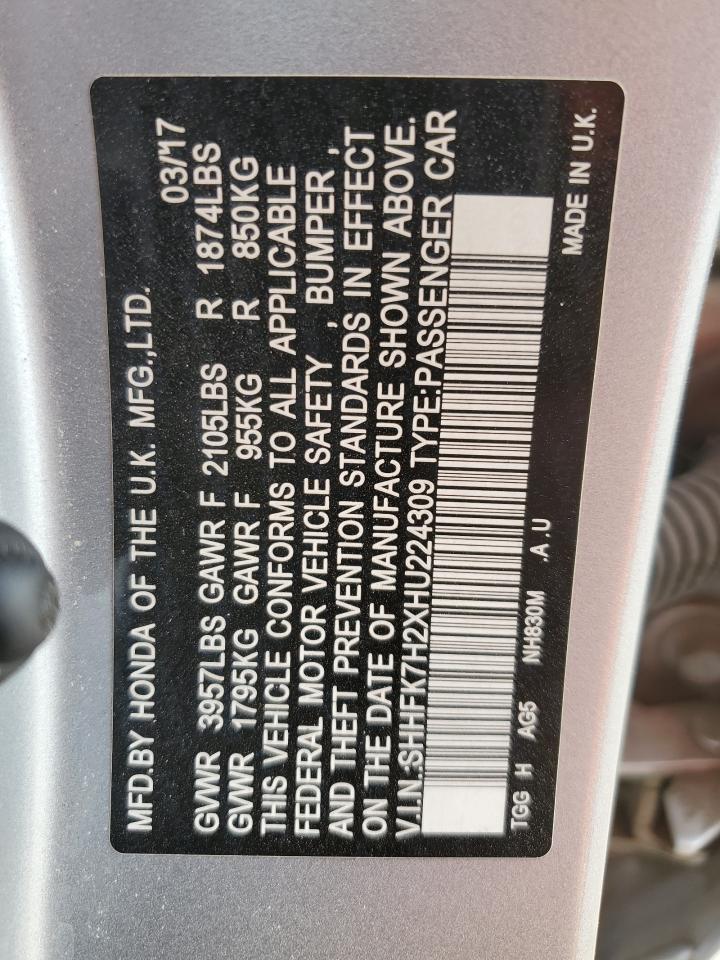 MFD.BY HONDA OF THE U.K. MFG.,LTD. 03/'17
GVWR 3957LBS GAWR F 2105LBS R 1874LBS
GVWR 1795KG GAWR F 955KG R 850KG
THIS VEHICLE CONFORMS TO ALL APPLICABLE
FEDERAL MOTOR VEHICLE SAFETY , BUMPER ,
AND THEFT PREVENTION STANDARDS IN EFFECT
ON THE DATE OF MANUFACTURE SHOWN ABOVE.
V.I.N.:SHHFK7H2XHU224309 TYPE:PASSENGER CAR
TGG H AG5 NH830M .A.U
MADE IN U.K.